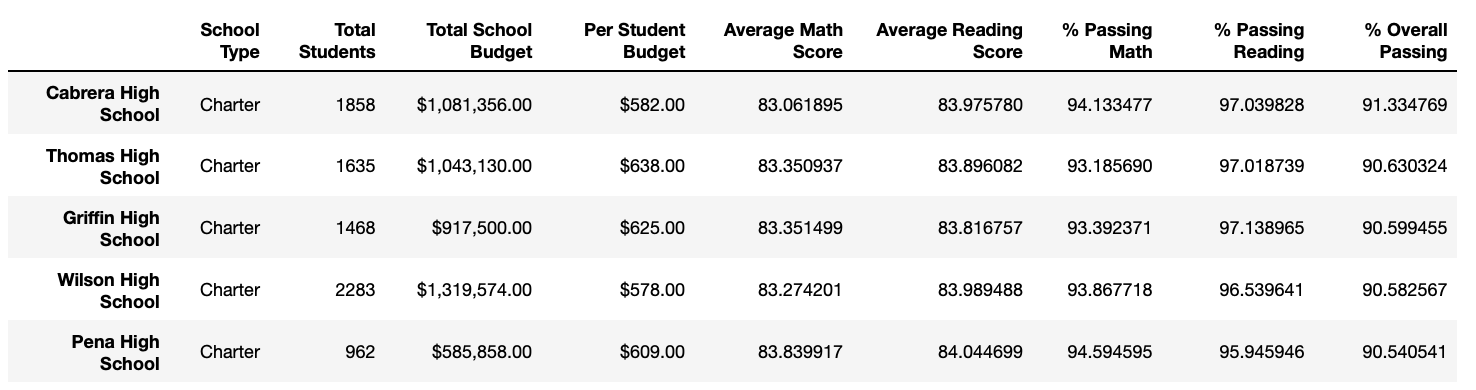 School Total Total School Per Student Average Math Average Reading % Passing % Passing % Overall
Type Students Budget Budget Score Score Math Reading Passing
Cabrera High
School Charter 1858 $1,081,356.00 $582.00 83.061895 83.975780 94.133477 97.039828 91.334769
Thomas High
School Charter 1635 $1,043,130.00 $638.00 83.350937 83.896082 93.185690 97.018739 90.630324
Griffin High
School Charter 1468 $917,500.00 $625.00 83.351499 83.816757 93.392371 97.138965 90.599455
Wilson High
School Charter 2283 $1,319,574.00 $578.00 83.274201 83.989488 93.867718 96.539641 90.582567
Pena High
School Charter 962 $585,858.00 $609.00 83.839917 84.044699 94.594595 95.945946 90.540541